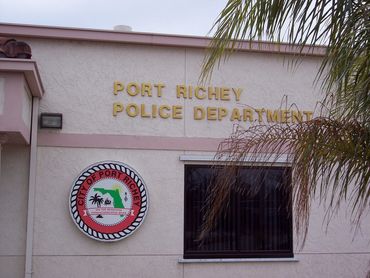 PORT RICHEY
POLICE DEPARTMENT
CITY OF PORT RICHEY